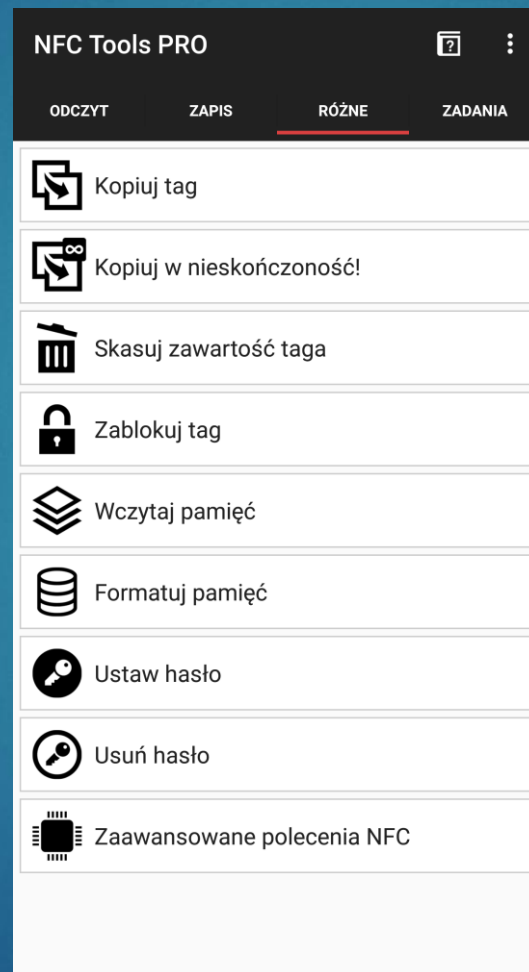 NFC Tools PRO
ODCZYT ZAPIS RÓŻNE ZADANIA
Kopiuj tag
Kopiuj w nieskończoność!
Skasuj zawartość taga
Zablokuj tag
Wczytaj pamięć
Formatuj pamięć
Ustaw hasło
Usuń hasło
Zaawansowane polecenia NFC